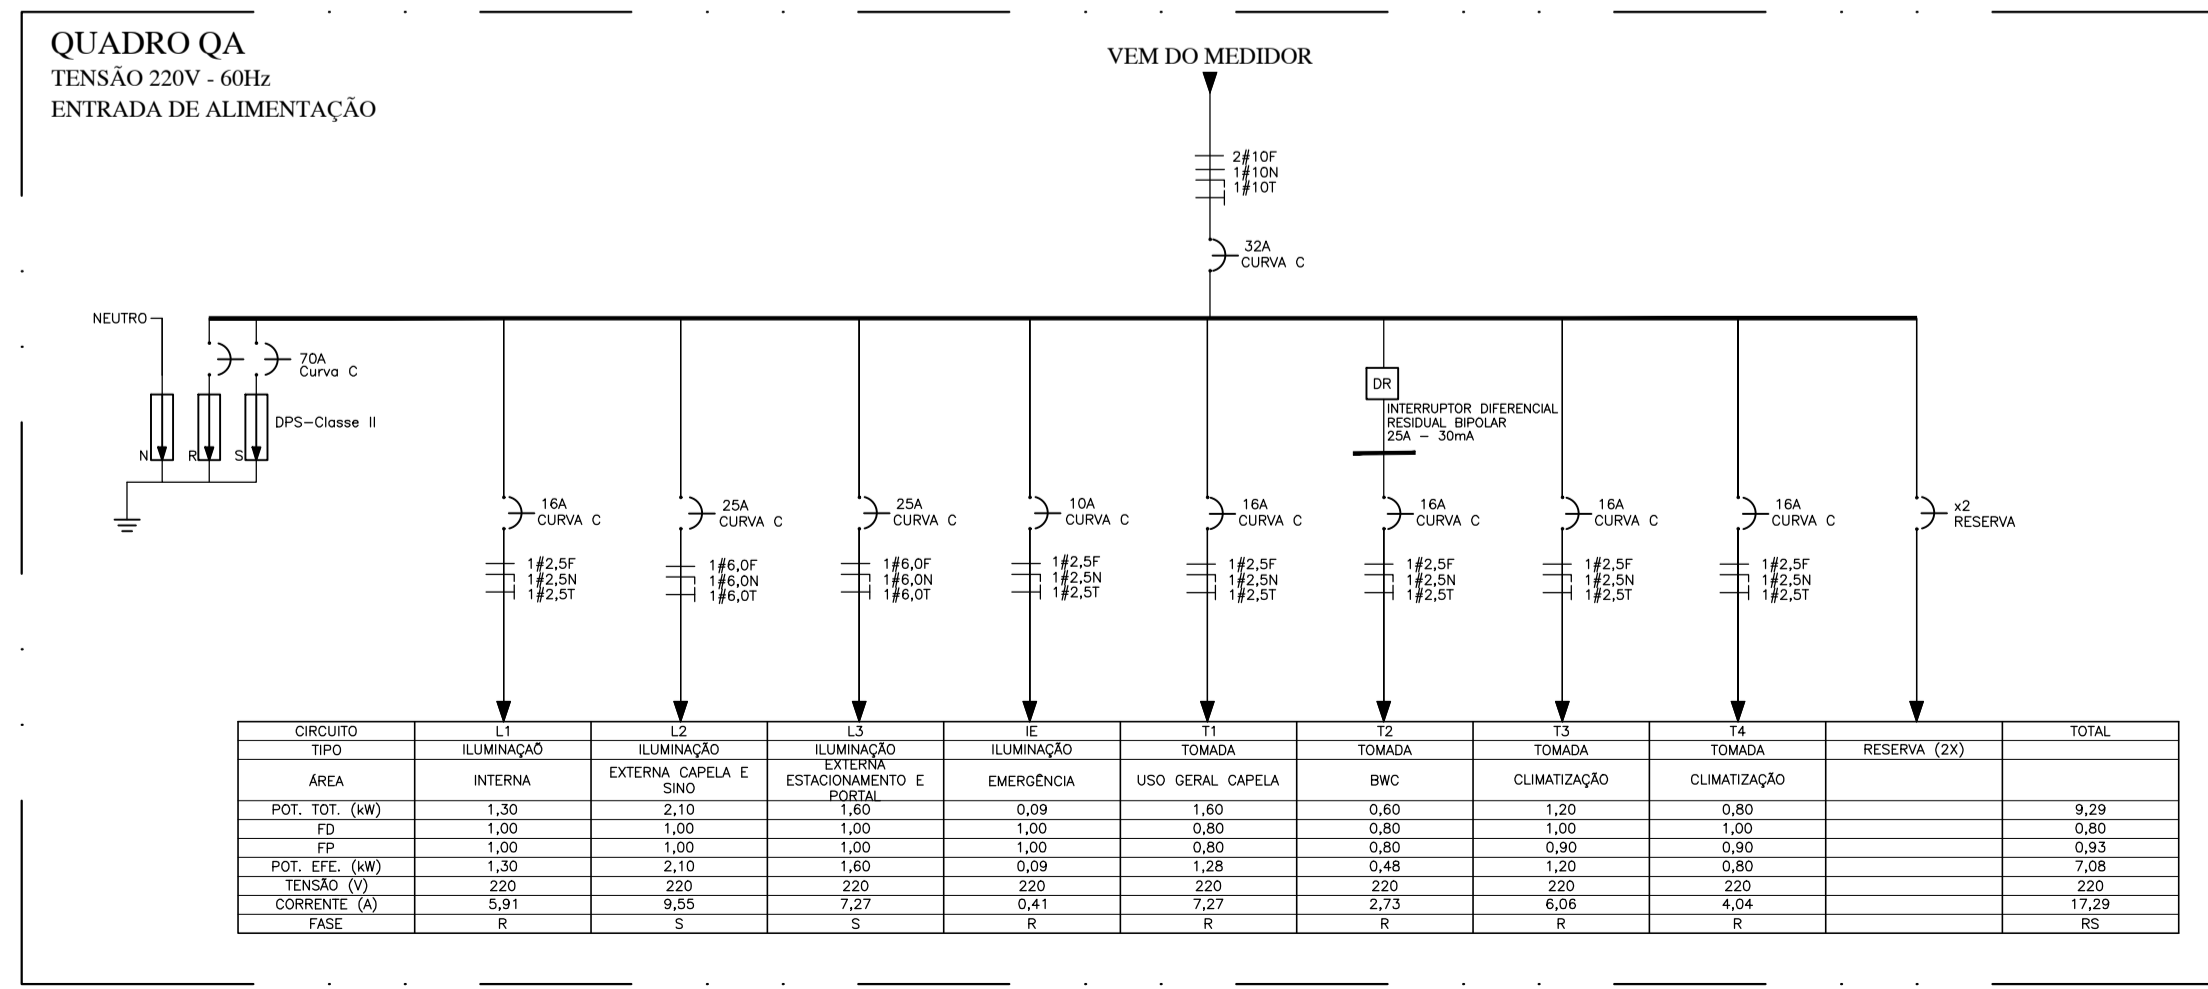 QUADRO QA
TENSÃO 220V - 60Hz
ENTRADA DE ALIMENTAÇÃO
VEM DO MEDIDOR
2#10F
1#10N
1#10T
32A
CURVA C
NEUTRO
70A
Curva C
DPS-Classe II
N R S
DR
INTERRUPTOR DIFERENCIAL
RESIDUAL BIPOLAR
25A - 30mA
16A
CURVA C
1#2,5F
1#2,5N
1#2,5T
25A
CURVA C
1#6,0F
1#6,0N
1#6,0T
25A
CURVA C
1#6,0F
1#6,0N
1#6,0T
10A
CURVA C
1#2,5F
1#2,5N
1#2,5T
16A
CURVA C
1#2,5F
1#2,5N
1#2,5T
16A
CURVA C
1#2,5F
1#2,5N
1#2,5T
16A
CURVA C
1#2,5F
1#2,5N
1#2,5T
16A
CURVA C
1#2,5F
1#2,5N
1#2,5T
x2
RESERVA
CIRCUITO L1 L2 L3 IE T1 T2 T3 T4 TOTAL
TIPO ILUMINAÇAÕ ILUMINAÇÃO ILUMINAÇÃO ILUMINAÇÃO TOMADA TOMADA TOMADA TOMADA RESERVA (2X)
ÁREA INTERNA EXTERNA CAPELA E SINO EXTERNA ESTACIONAMENTO E PORTAL EMERGÊNCIA USO GERAL CAPELA BWC CLIMATIZAÇÃO CLIMATIZAÇÃO
POT. TOT. (kW) 1,30 2,10 1,60 0,09 1,60 0,60 1,20 0,80 9,29
FD 1,00 1,00 1,00 1,00 0,80 0,80 1,00 1,00 0,80
FP 1,00 1,00 1,00 1,00 0,80 0,80 0,90 0,90 0,93
POT. EFE. (kW) 1,30 2,10 1,60 0,09 1,28 0,48 1,20 0,80 7,08
TENSÃO (V) 220 220 220 220 220 220 220 220 220
CORRENTE (A) 5,91 9,55 7,27 0,41 7,27 2,73 6,06 4,04 17,29
FASE R S S R R R R R RS